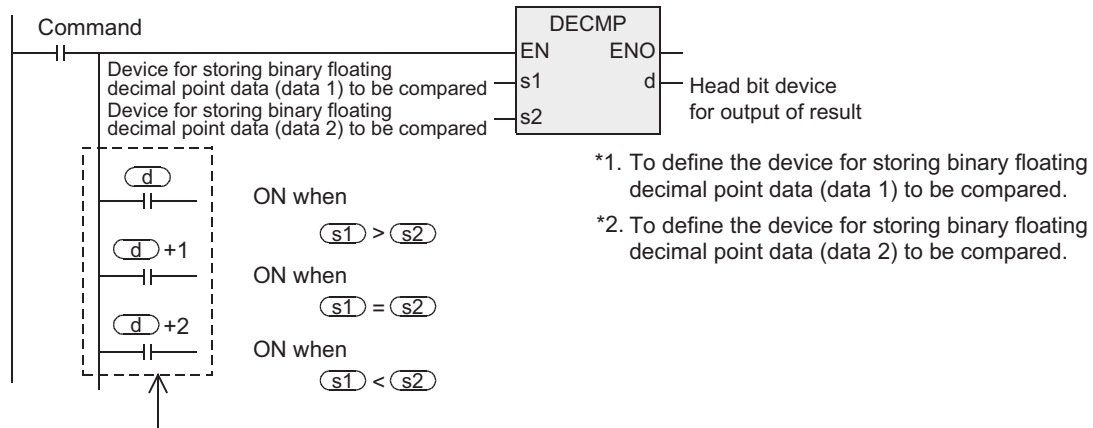 Command
DECMP
EN ENO
Device for storing binary floating
decimal point data (data 1) to be compared
s1 d
Head bit device
for output of result
Device for storing binary floating
decimal point data (data 2) to be compared
s2
d
ON when
s1 > s2
d +1
ON when
s1 = s2
d +2
ON when
s1 < s2
*1. To define the device for storing binary floating
decimal point data (data 1) to be compared.
*2. To define the device for storing binary floating
decimal point data (data 2) to be compared.